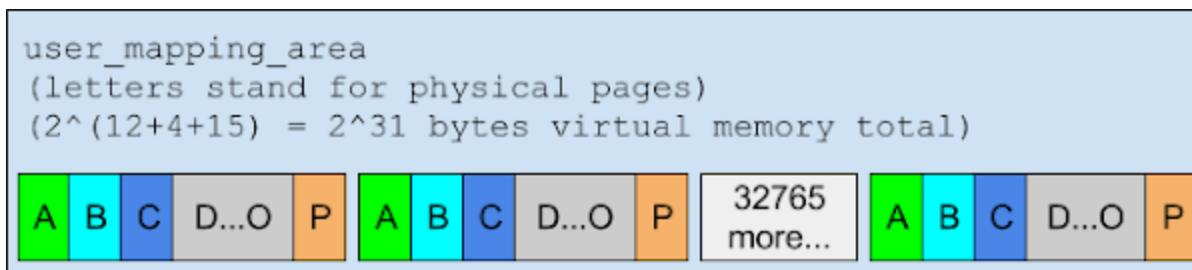 user_mapping_area
(letters stand for physical pages)
(2^(12+4+15) = 2^31 bytes virtual memory total)
A B C D...O P A B C D...O P 32765 more... A B C D...O P